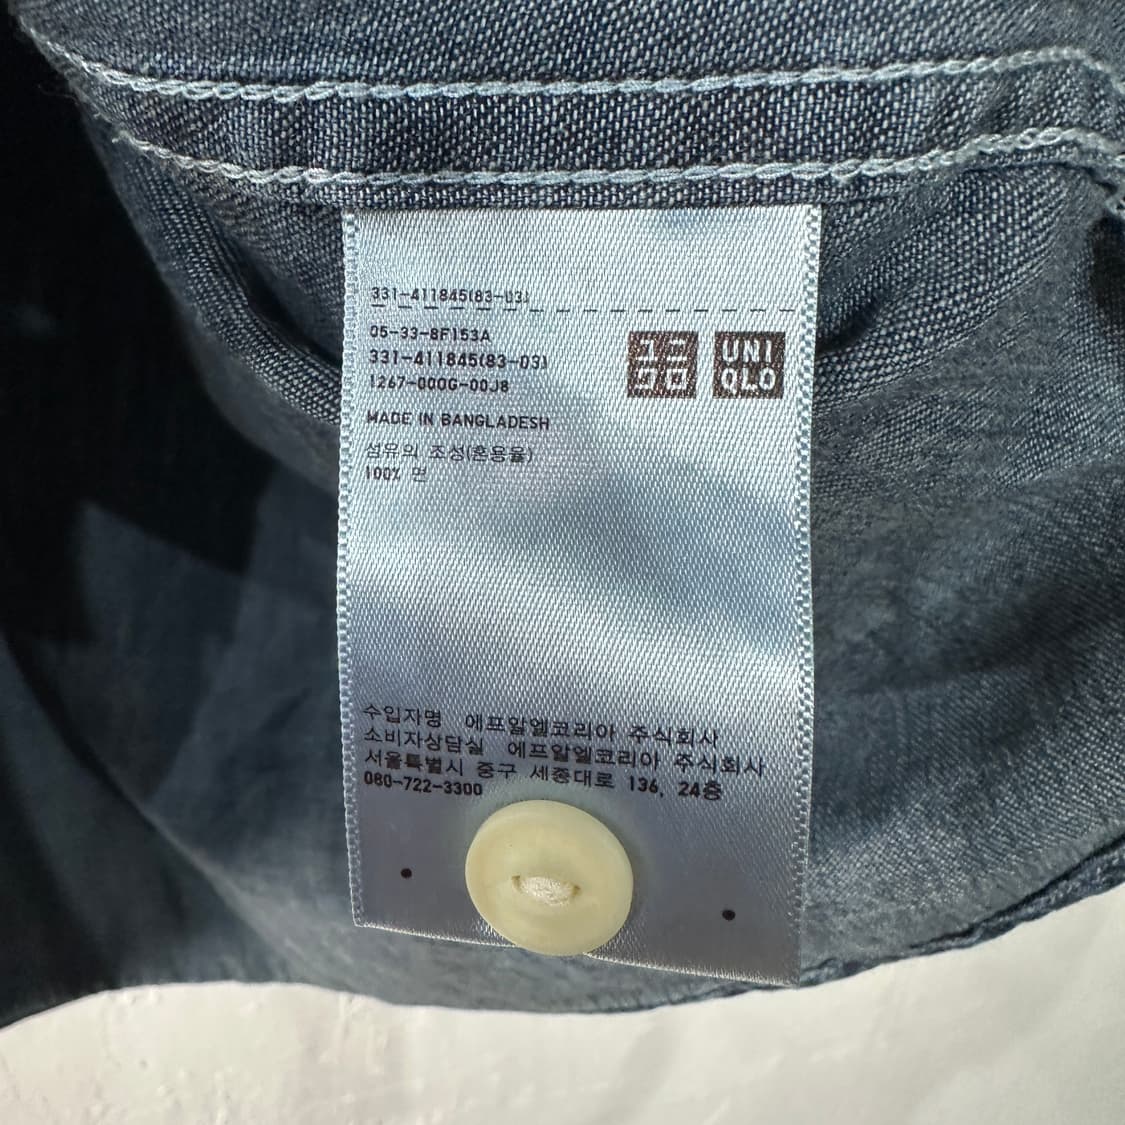 331-411845(83-03)
05-33-8F153A
331-411845(83-03)
1267-000G-00J8
ユニ
クロ
UNI
QLO
MADE IN BANGLADESH
섬유의 조성(혼용율)
100% 면
수입자명 에프알엘코리아 주식회사
소비자상담실 에프알엘코리아 주식회사
서울특별시 중구 세종대로 136, 24층
080-722-3300